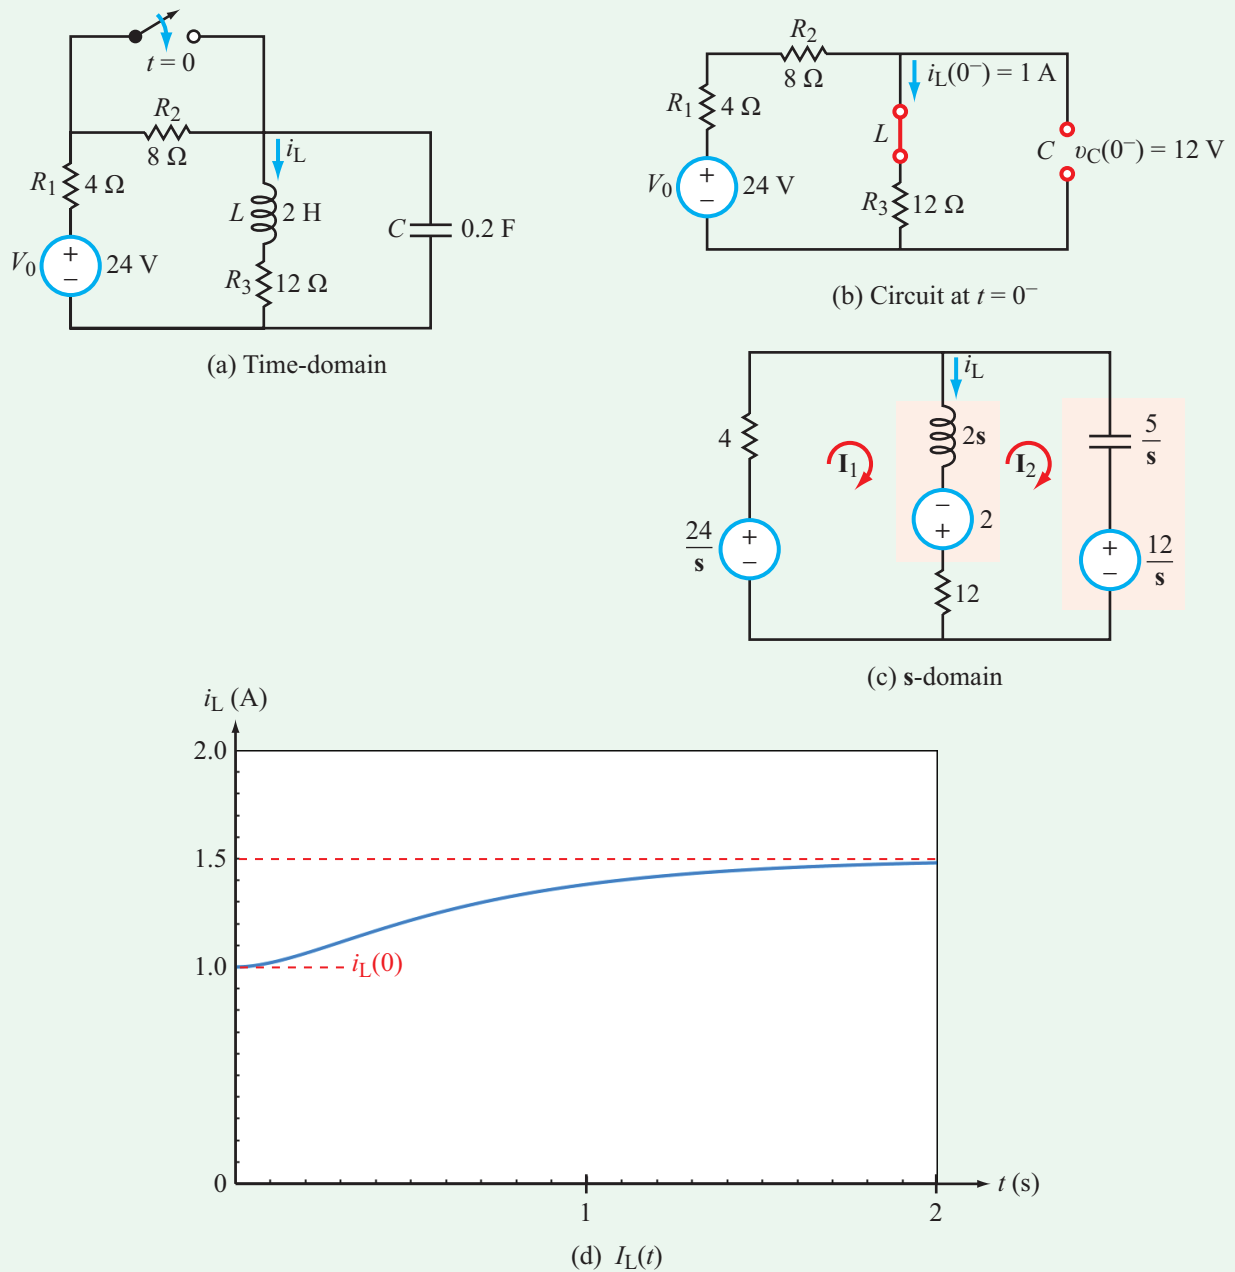 t = 0
R2
8 Ω
iL
R1 4 Ω
L 2 H
C 0.2 F
V0 + − 24 V
R3 12 Ω
(a) Time-domain
R2
8 Ω
iL(0−) = 1 A
R1 4 Ω
L
C υC(0−) = 12 V
V0 + − 24 V
R3 12 Ω
(b) Circuit at t = 0−
iL
4
I1
2s
I2
5/s
24/s + −
− + 2
+ − 12/s
12
(c) s-domain
iL (A)
2.0
1.5
1.0
iL(0)
0
1
2
t (s)
(d) IL(t)